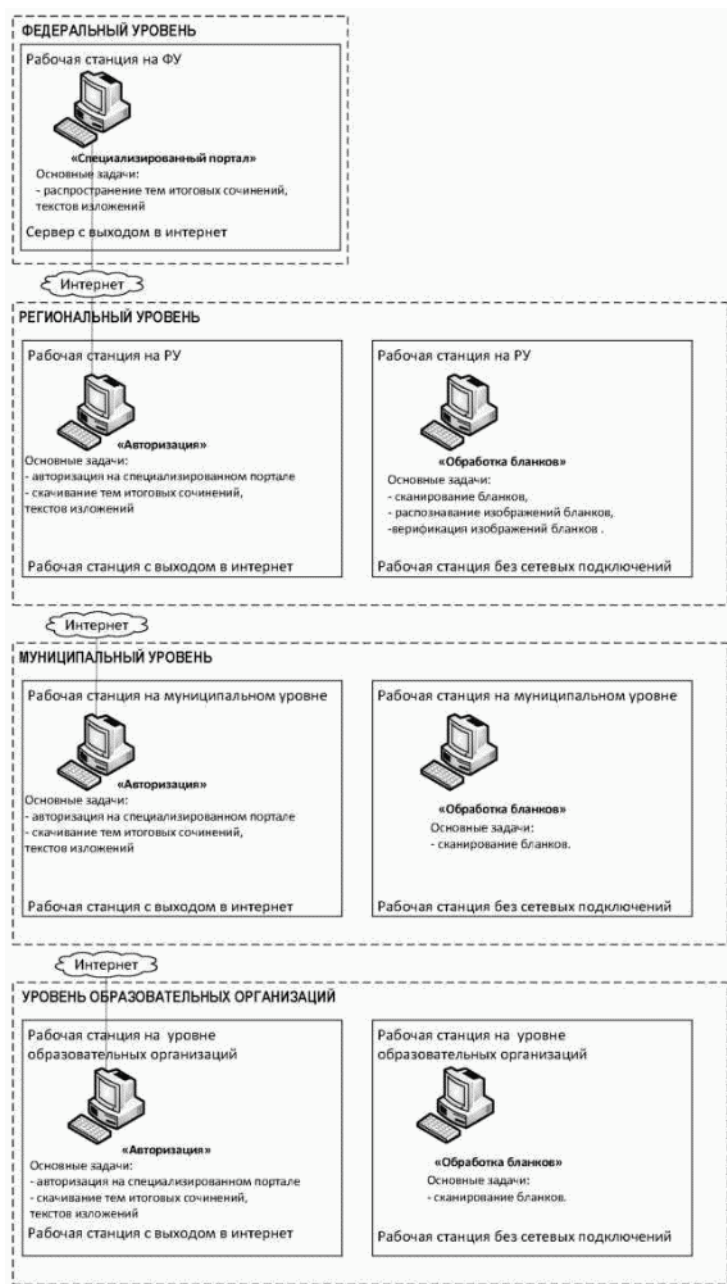 ФЕДЕРАЛЬНЫЙ УРОВЕНЬ
Рабочая станция на ФУ
«Специализированный портал»
Основные задачи:
- распространение тем итоговых сочинений,
текстов изложений
Сервер с выходом в интернет
Интернет
РЕГИОНАЛЬНЫЙ УРОВЕНЬ
Рабочая станция на РУ
«Авторизация»
Основные задачи:
- авторизация на специализированном портале
- скачивание тем итоговых сочинений,
текстов изложений
Рабочая станция с выходом в интернет
Рабочая станция на РУ
«Обработка бланков»
Основные задачи:
- сканирование бланков,
- распознавание изображений бланков,
-верификация изображений бланков .
Рабочая станция без сетевых подключений
Интернет
МУНИЦИПАЛЬНЫЙ УРОВЕНЬ
Рабочая станция на муниципальном уровне
«Авторизация»
Основные задачи:
- авторизация на специализированном портале
- скачивание тем итоговых сочинений,
текстов изложений
Рабочая станция с выходом в интернет
Рабочая станция на муниципальном уровне
«Обработка бланков»
Основные задачи:
- сканирование бланков.
Рабочая станция без сетевых подключений
Интернет
УРОВЕНЬ ОБРАЗОВАТЕЛЬНЫХ ОРГАНИЗАЦИЙ
Рабочая станция на уровне
образовательных организаций
«Авторизация»
Основные задачи:
- авторизация на специализированном портале
- скачивание тем итоговых сочинений,
текстов изложений
Рабочая станция с выходом в интернет
Рабочая станция на уровне
образовательных организаций
«Обработка бланков»
Основные задачи:
- сканирование бланков.
Рабочая станция без сетевых подключений